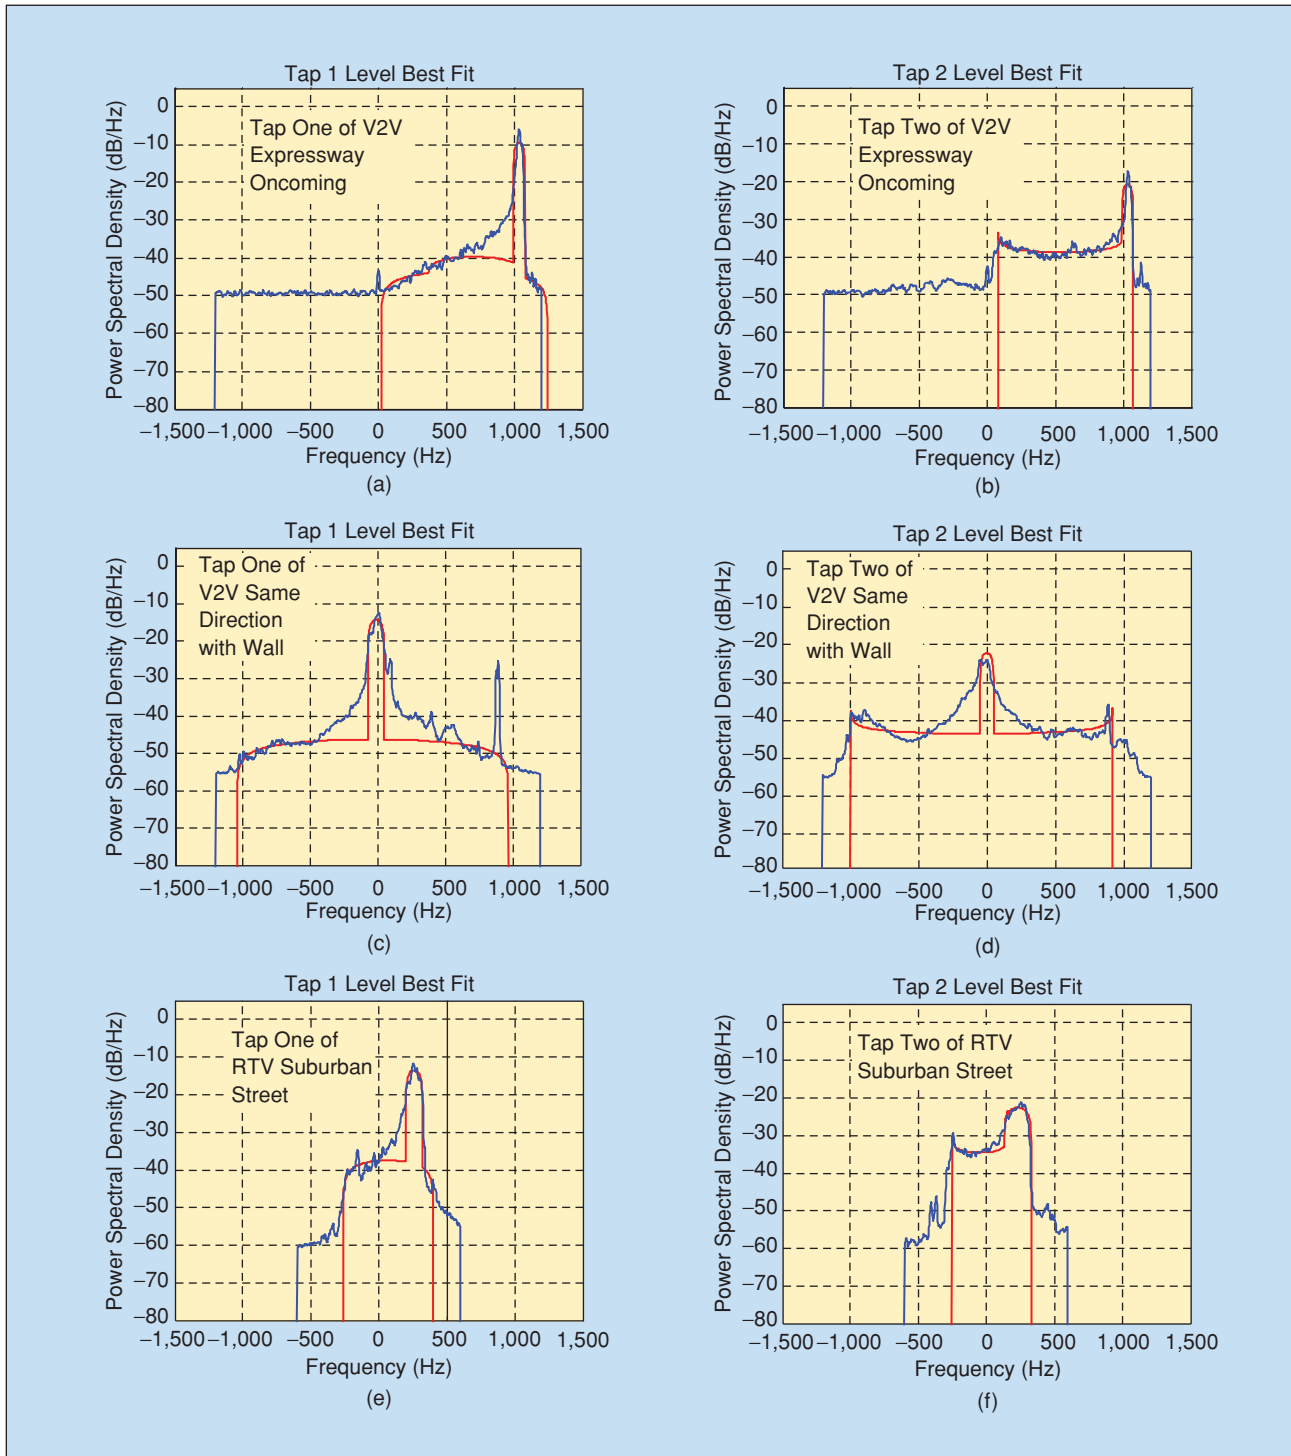 Tap 1 Level Best Fit
Power Spectral Density (dB/Hz)
0
−10
−20
−30
−40
−50
−60
−70
−80
Tap One of V2V
Expressway
Oncoming
−1,500 −1,000 −500 0 500 1,000 1,500
Frequency (Hz)
(a)
Tap 2 Level Best Fit
Power Spectral Density (dB/Hz)
0
−10
−20
−30
−40
−50
−60
−70
−80
Tap Two of V2V
Expressway
Oncoming
−1,500 −1,000 −500 0 500 1,000 1,500
Frequency (Hz)
(b)
Tap 1 Level Best Fit
Power Spectral Density (dB/Hz)
0
−10
−20
−30
−40
−50
−60
−70
−80
Tap One of
V2V Same
Direction
with Wall
−1,500 −1,000 −500 0 500 1,000 1,500
Frequency (Hz)
(c)
Tap 2 Level Best Fit
Power Spectral Density (dB/Hz)
0
−10
−20
−30
−40
−50
−60
−70
−80
Tap Two of
V2V Same
Direction
with Wall
−1,500 −1,000 −500 0 500 1,000 1,500
Frequency (Hz)
(d)
Tap 1 Level Best Fit
Power Spectral Density (dB/Hz)
0
−10
−20
−30
−40
−50
−60
−70
−80
Tap One of
RTV Suburban
Street
−1,500 −1,000 −500 0 500 1,000 1,500
Frequency (Hz)
(e)
Tap 2 Level Best Fit
Power Spectral Density (dB/Hz)
0
−10
−20
−30
−40
−50
−60
−70
−80
Tap Two of RTV
Suburban Street
−1,500 −1,000 −500 0 500 1,000 1,500
Frequency (Hz)
(f)